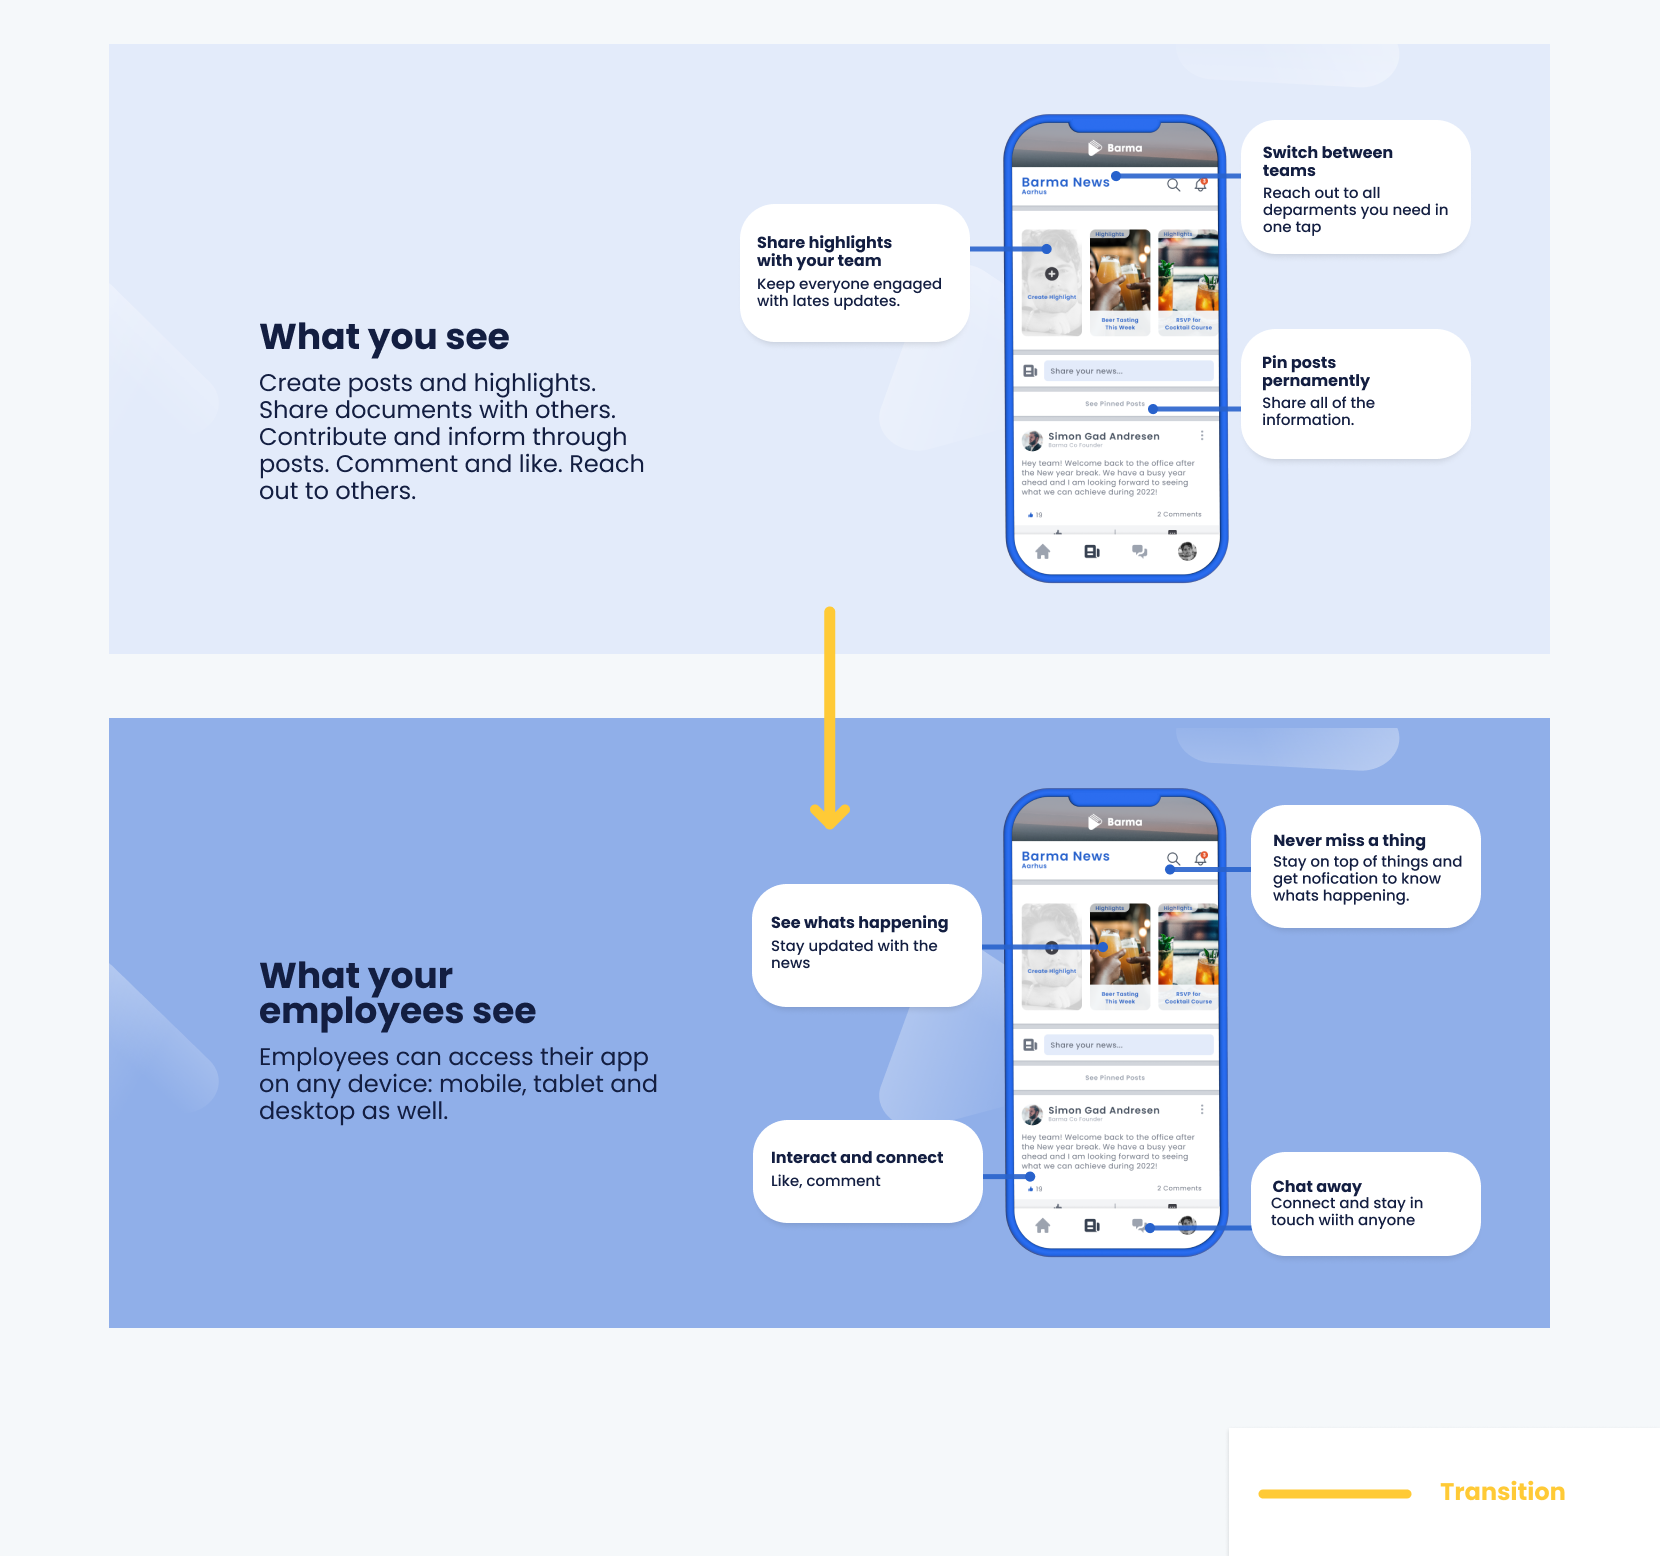 What you see
Create posts and highlights.
Share documents with others.
Contribute and inform through
posts. Comment and like. Reach
out to others.
Share highlights
with your team
Keep everyone engaged
with lates updates.
Barma
Barma News
Aarhus
Highlights
Highlights
Create Highlight
Beer Tasting
This Week
RSVP for
Cocktail Course
Share your news...
See Pinned Posts
Simon Gad Andresen
Barma Co Founder
Hey team! Welcome back to the office after
the New year break. We have a busy year
ahead and I am looking forward to seeing
what we can achieve during 2022!
19
2 Comments
Switch between
teams
Reach out to all
deparments you need in
one tap
Pin posts
pernamently
Share all of the
information.
What your
employees see
Employees can access their app
on any device: mobile, tablet and
desktop as well.
See whats happening
Stay updated with the
news
Interact and connect
Like, comment
Barma
Barma News
Aarhus
Highlights
Highlights
Create Highlight
Beer Tasting
This Week
RSVP for
Cocktail Course
Share your news...
See Pinned Posts
Simon Gad Andresen
Barma Co Founder
Hey team! Welcome back to the office after
the New year break. We have a busy year
ahead and I am looking forward to seeing
what we can achieve during 2022!
19
2 Comments
Never miss a thing
Stay on top of things and
get nofication to know
whats happening.
Chat away
Connect and stay in
touch wiith anyone
Transition